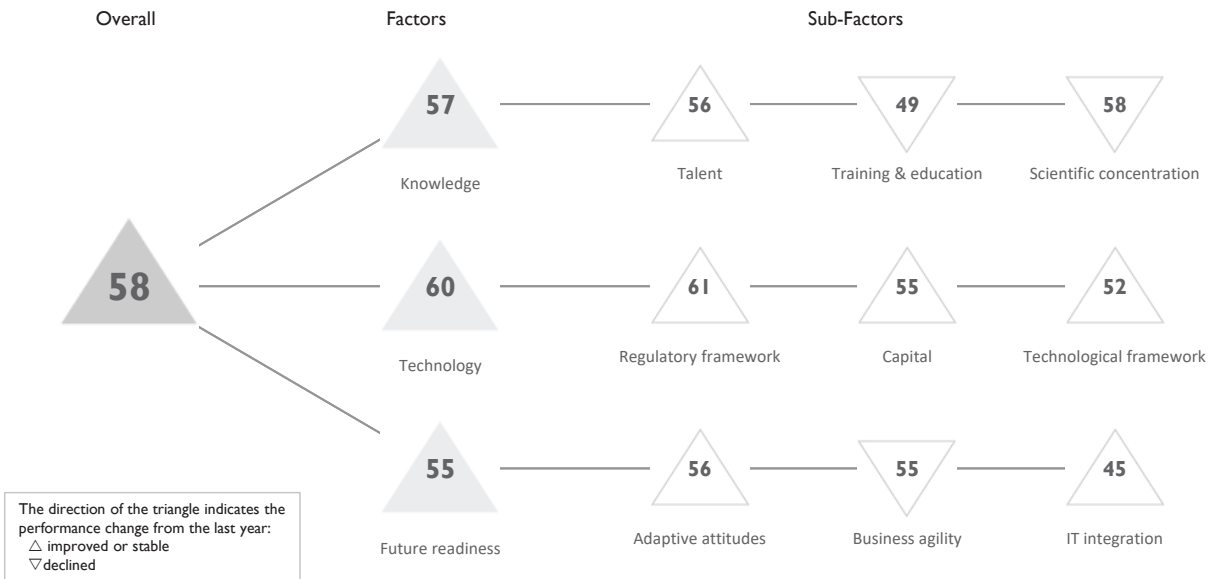 Overall
Factors
Sub-Factors
57
56
49
58
Knowledge
Talent
Training & education
Scientific concentration
58
60
61
55
52
Technology
Regulatory framework
Capital
Technological framework
55
56
55
45
Future readiness
Adaptive attitudes
Business agility
IT integration
The direction of the triangle indicates the
performance change from the last year:
△ improved or stable
▽ declined